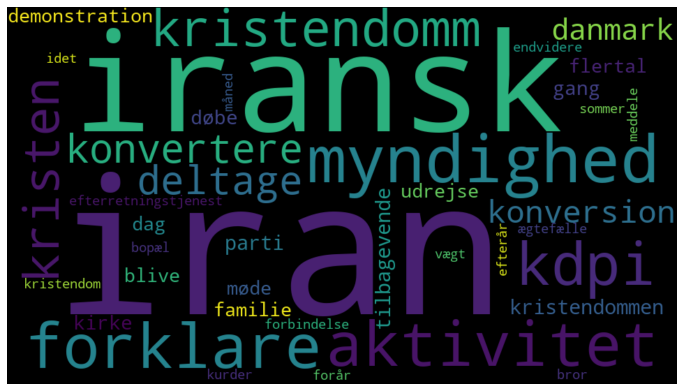 demonstration
kristendomm
danmark
idet
iransk
endvidere
flertal
måned
gang
døbe
sommer
meddele
kristen
konvertere
myndighed
deltage
udrejse
efterretningstjenest
iran
tilbagevende
konversion
dag
ægtefælle
bopæl
parti
vægt
efterår
kdpi
blive
kristendom
møde
familie
kristendommen
kirke
forbindelse
forklare
aktivitet
kurder
forår
bror